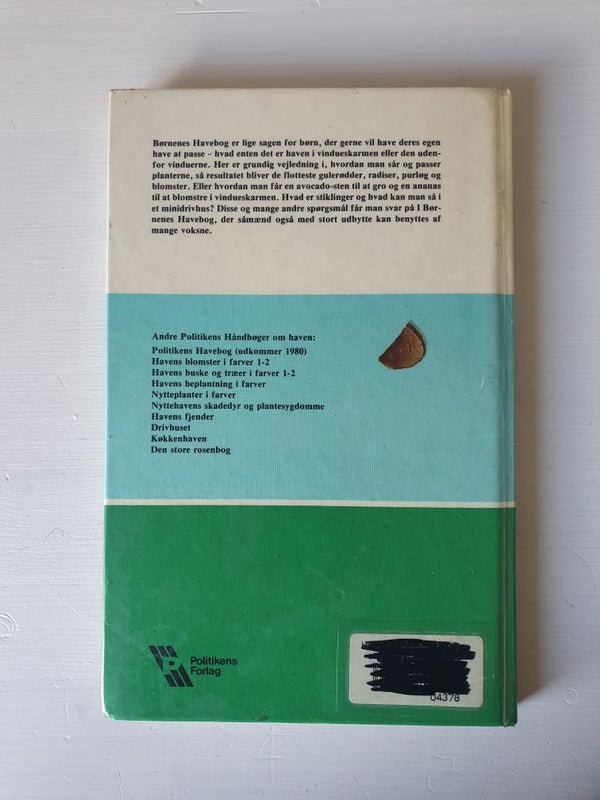 Børnenes Havebog er lige sagen for børn, der gerne vil have deres egen
have at passe – hvad enten det er haven i vindueskarmen eller den uden-
for vinduerne. Her er grundig vejledning i, hvordan man sår og passer
planterne, så resultatet bliver de flotteste gulerødder, radiser, purløg og
blomster. Eller hvordan man får en avocado-sten til at gro og en ananas
til at blomstre i vindueskarmen. Hvad er stiklinger og hvad kan man så i
et minidrivhus? Disse og mange andre spørgsmål får man svar på I Bør-
nenes Havebog, der såmænd også med stort udbytte kan benyttes af
mange voksne.
Andre Politikens Håndbøger om haven:
Politikens Havebog (udkommer 1980)
Havens blomster i farver 1-2
Havens buske og træer i farver 1-2
Havens beplantning i farver
Nytteplanter i farver
Nyttehavens skadedyr og plantesygdomme
Havens fjender
Drivhuset
Køkkenhaven
Den store rosenbog
P
Politikens
Forlag
04378